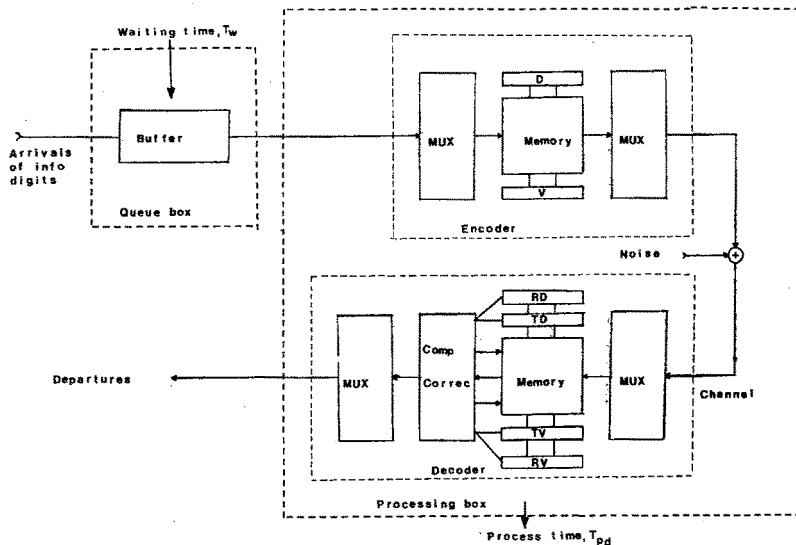 Waiting time, Tw
Buffer
Arrivals
of info
digits
Queue box
MUX
D
Memory
V
MUX
Encoder
Noise
+
RD
TD
Comp
Correc
Memory
TV
RV
MUX
MUX
Channel
Departures
Decoder
Processing box
Process time, Tpd